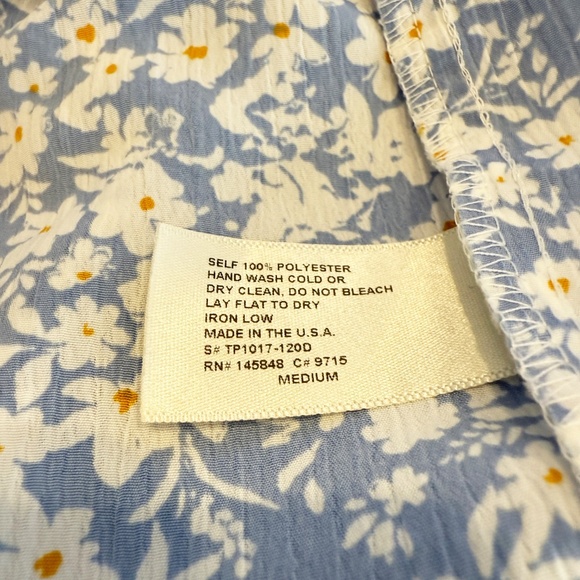 SELF 100% POLYESTER
HAND WASH COLD OR
DRY CLEAN, DO NOT BLEACH
LAY FLAT TO DRY
IRON LOW
MADE IN THE U.S.A.
S# TP1017-120D
RN# 145848 C# 9715
MEDIUM